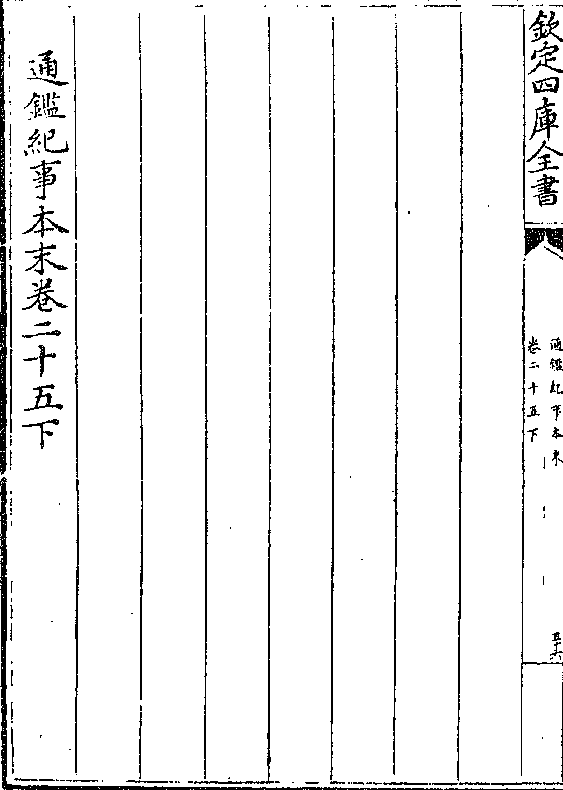 欽定四庫全書
通鑑紀事本末
卷二十五下
五十六
通鑑紀事本末卷二十五下